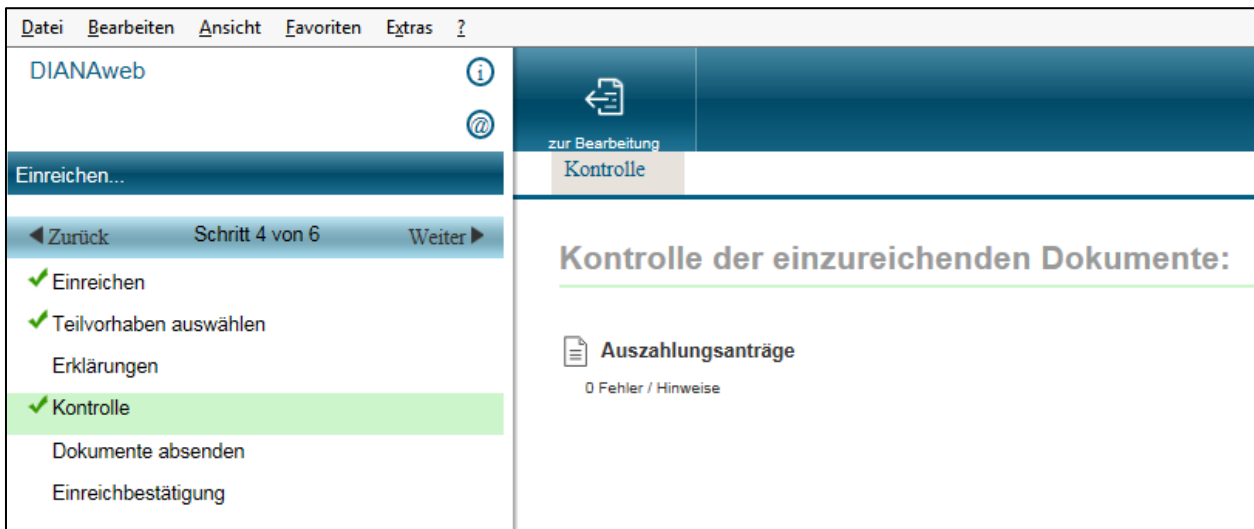 Datei Bearbeiten Ansicht Favoriten Extras ?
DIANAweb
i
@
Einreichen...
Zurück Schritt 4 von 6 Weiter
Einreichen
Teilvorhaben auswählen
Erklärungen
Kontrolle
Dokumente absenden
Einreichbestätigung
zur Bearbeitung
Kontrolle
Kontrolle der einzureichenden Dokumente:
Auszahlungsanträge
0 Fehler / Hinweise